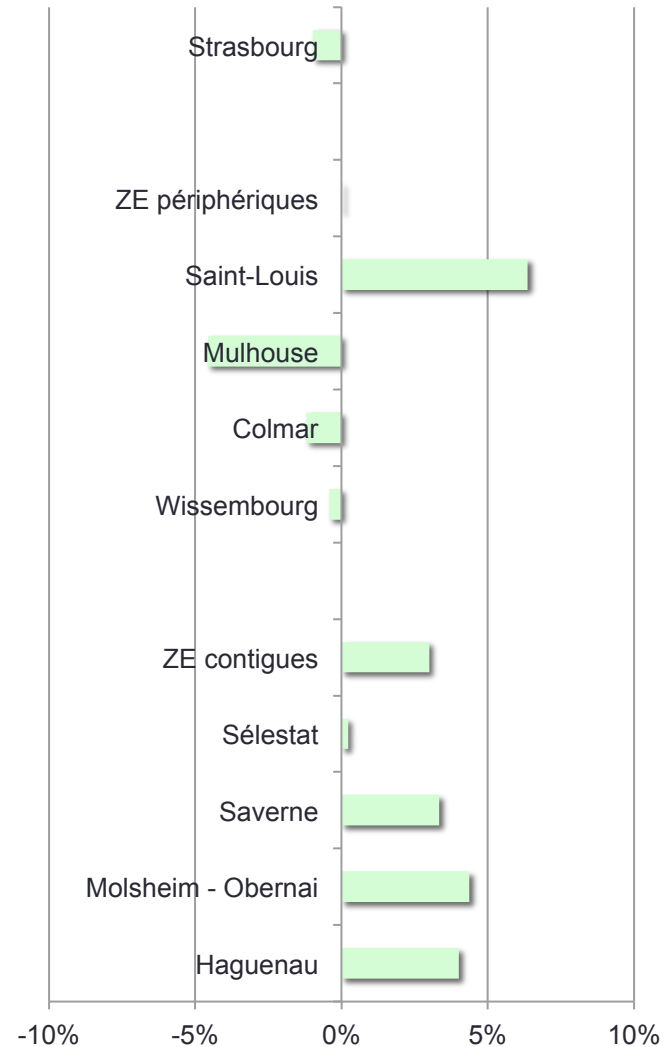 Strasbourg
ZE périphériques
Saint-Louis
Mulhouse
Colmar
Wissembourg
ZE contigues
Sélestat
Saverne
Molsheim - Obernai
Haguenau
-10% -5% 0% 5% 10%